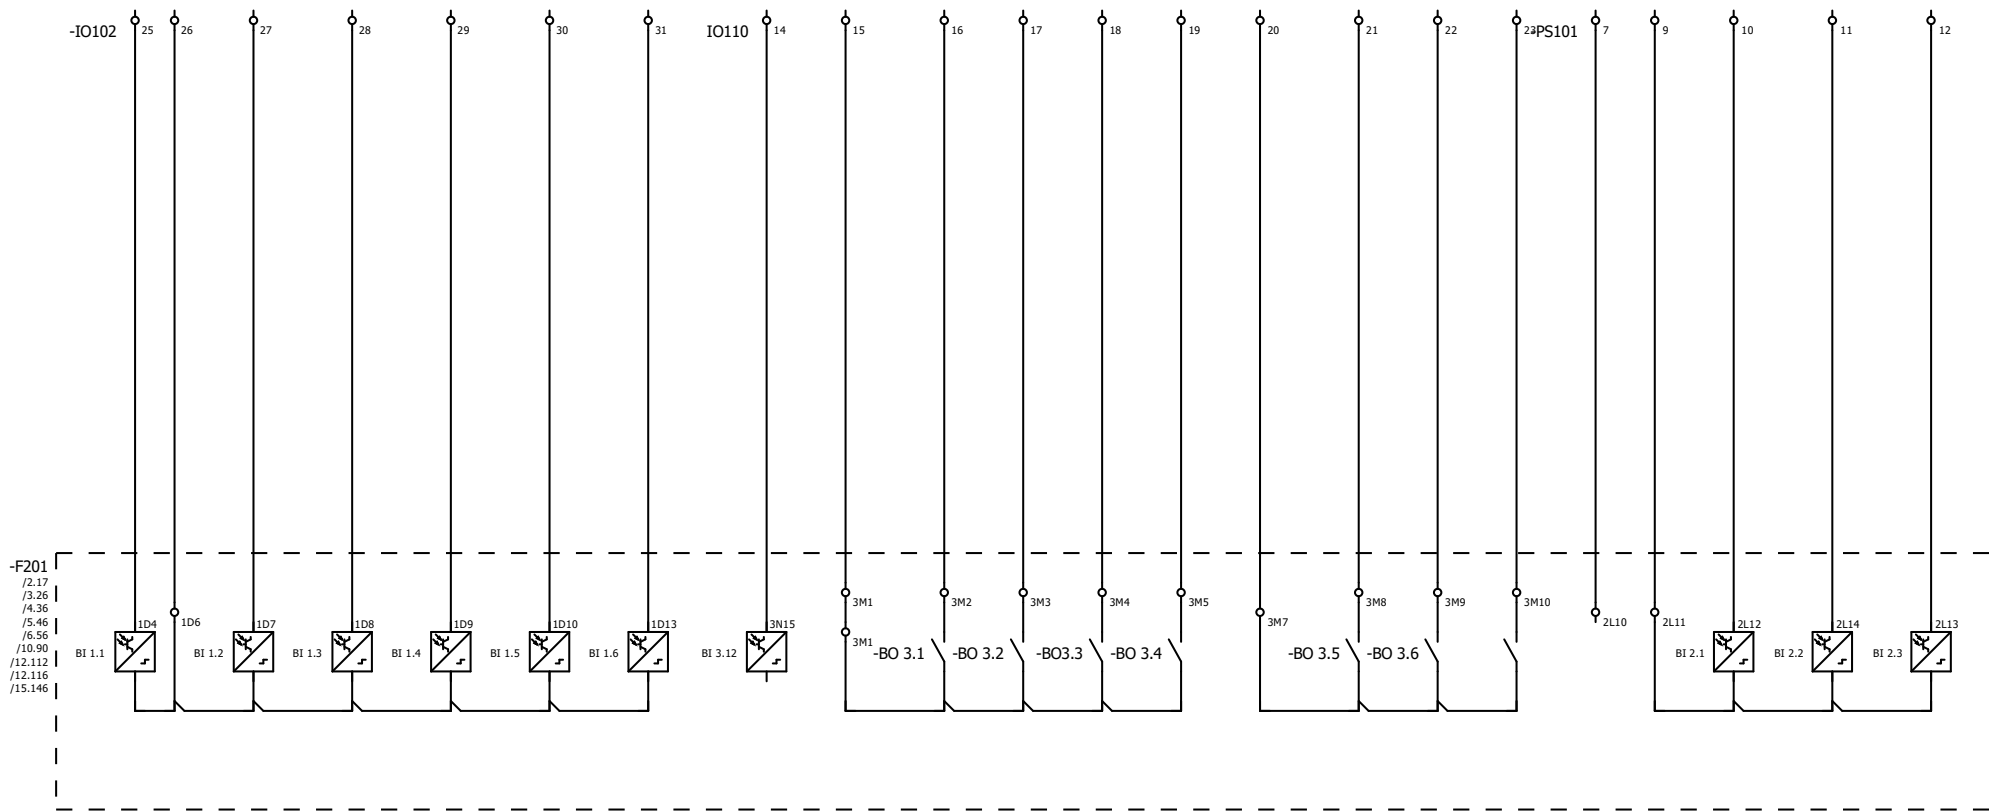 -IO102 25 26 27 28 29 30 31 IO110 14 15 16 17 18 19 20 21 22 23 -PS101 7 9 10 11 12
-F201
/2.17
/3.26
/4.36
/5.46
/6.56
/10.90
/12.112
/12.116
/15.146
3M1 3M2 3M3 3M4 3M5 3M8 3M9 3M10
1D4 1D6 1D7 1D8 1D9 1D10 1D13 3N15 3M7 2L10 2L11 2L12 2L14 2L13
3M1
BI 1.1 BI 1.2 BI 1.3 BI 1.4 BI 1.5 BI 1.6 BI 3.12 -BO 3.1 -BO 3.2 -BO3.3 -BO 3.4 -BO 3.5 -BO 3.6 BI 2.1 BI 2.2 BI 2.3